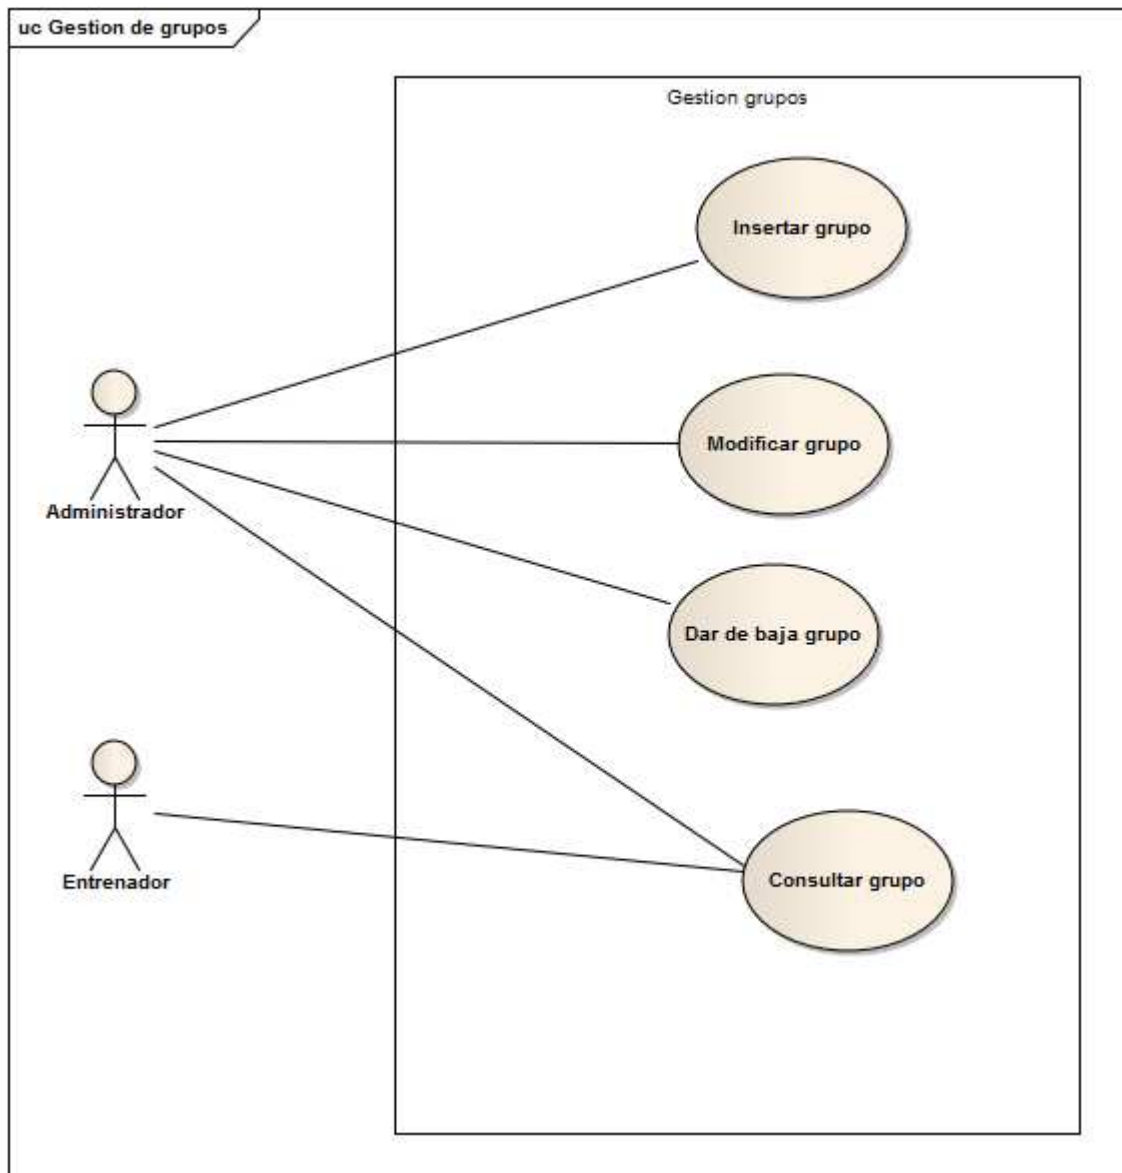 uc Gestion de grupos
Gestion grupos
Insertar grupo
Modificar grupo
Administrador
Dar de baja grupo
Entrenador
Consultar grupo